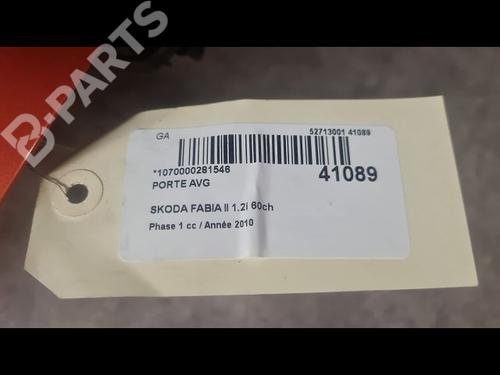 B-PARTS
GA
52713001 41089
*1070000281546
41089
PORTE AVG
SKODA FABIA II 1.2i 60ch
Phase 1 cc / Année 2010